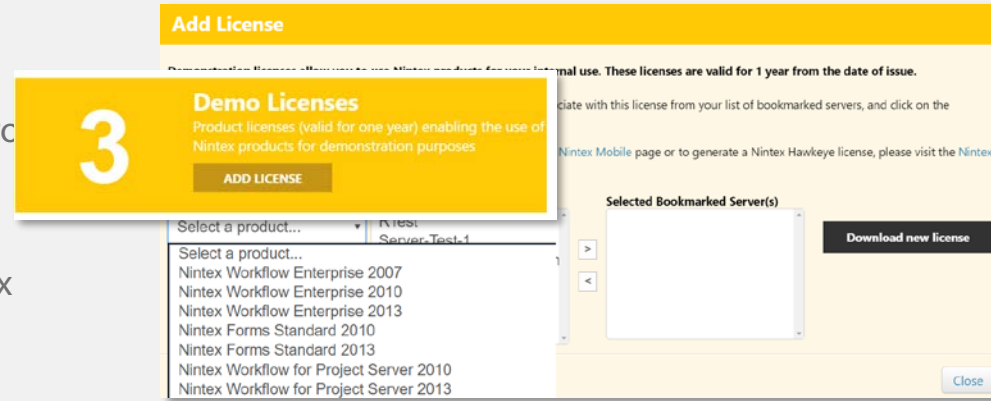 Add License
Demonstration licenses allow you to use Nintex products for your internal use. These licenses are valid for 1 year from the date of issue.
ciate with this license from your list of bookmarked servers, and click on the
Nintex Mobile page or to generate a Nintex Hawkeye license, please visit the Nintex
3
Demo Licenses
Product licenses (valid for one year) enabling the use of
Nintex products for demonstration purposes
ADD LICENSE
Selected Bookmarked Server(s)
Select a product...
RTest
Server-Test-1
>
<
Download new license
Select a product...
Nintex Workflow Enterprise 2007
Nintex Workflow Enterprise 2010
Nintex Workflow Enterprise 2013
Nintex Forms Standard 2010
Nintex Forms Standard 2013
Nintex Workflow for Project Server 2010
Nintex Workflow for Project Server 2013
x
Close